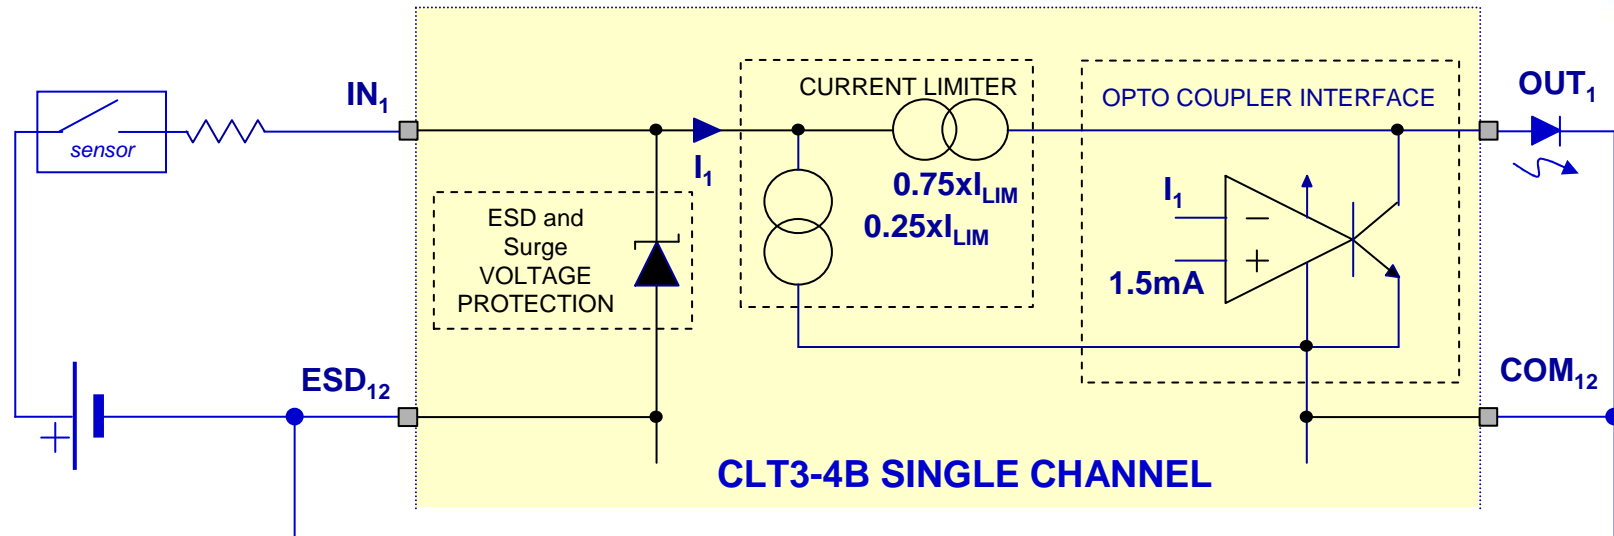 CURRENT LIMITER
OPTO COUPLER INTERFACE
OUT1
IN1
sensor
I1
0.75xILIM
0.25xILIM
I1
−
+
1.5mA
ESD and
Surge
VOLTAGE
PROTECTION
ESD12
COM12
+
CLT3-4B SINGLE CHANNEL